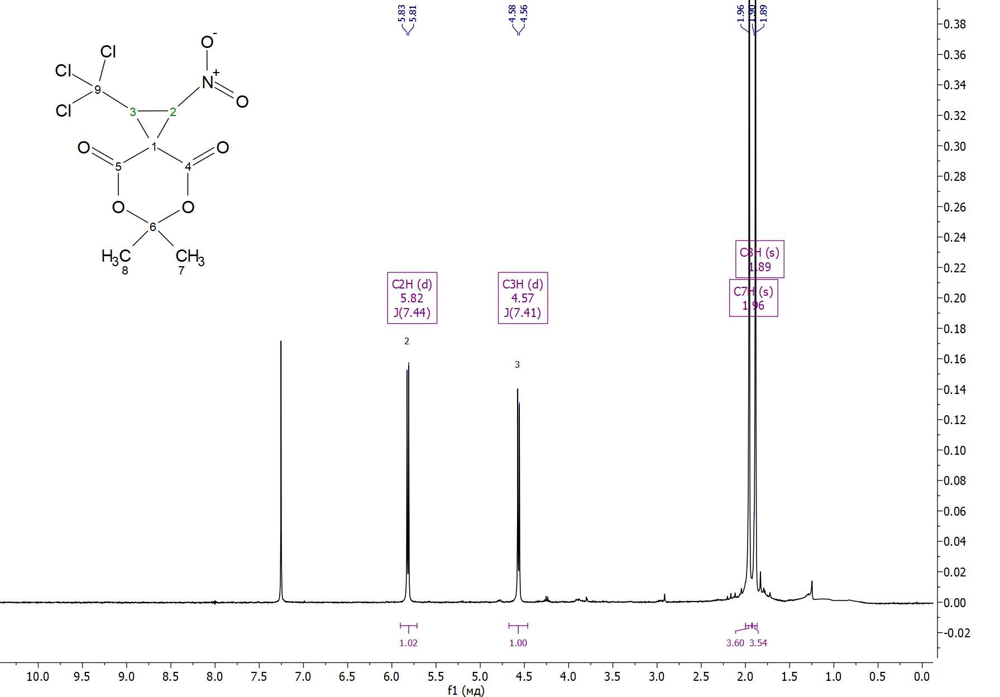 5.83
5.81
4.58
4.56
1.96
1.90
1.89
Cl
Cl
Cl
9
O-
N+
O
3
2
1
O
O
5
4
O
O
6
H3C
CH3
8
7
C2H (d)
5.82
J(7.44)
C3H (d)
4.57
J(7.41)
C8H (s)
1.89
C7H (s)
1.96
2
3
1.02
1.00
3.60
3.54
0.38
0.36
0.34
0.32
0.30
0.28
0.26
0.24
0.22
0.20
0.18
0.16
0.14
0.12
0.10
0.08
0.06
0.04
0.02
0.00
-0.02
10.0 9.5 9.0 8.5 8.0 7.5 7.0 6.5 6.0 5.5 5.0 4.5 4.0 3.5 3.0 2.5 2.0 1.5 1.0 0.5 0.0
f1 (мд)